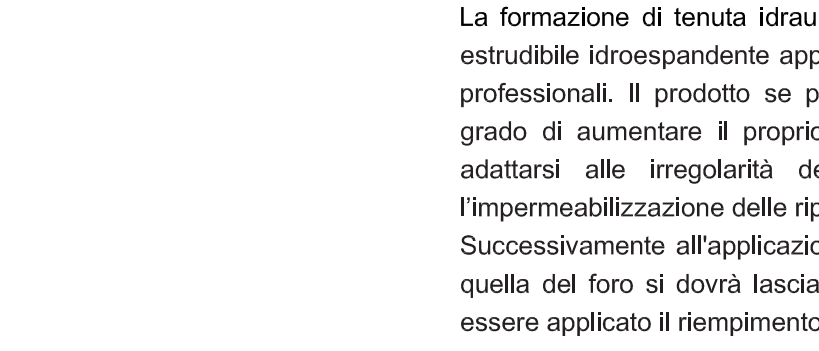 La formazione di tenuta idrau
estrudibile idroespandente app
professionali. Il prodotto se p
grado di aumentare il proprio
adattarsi alle irregolarità de
l’impermeabilizzazione delle rip
Successivamente all'applicazio
quella del foro si dovrà lascia
essere applicato il riempimento